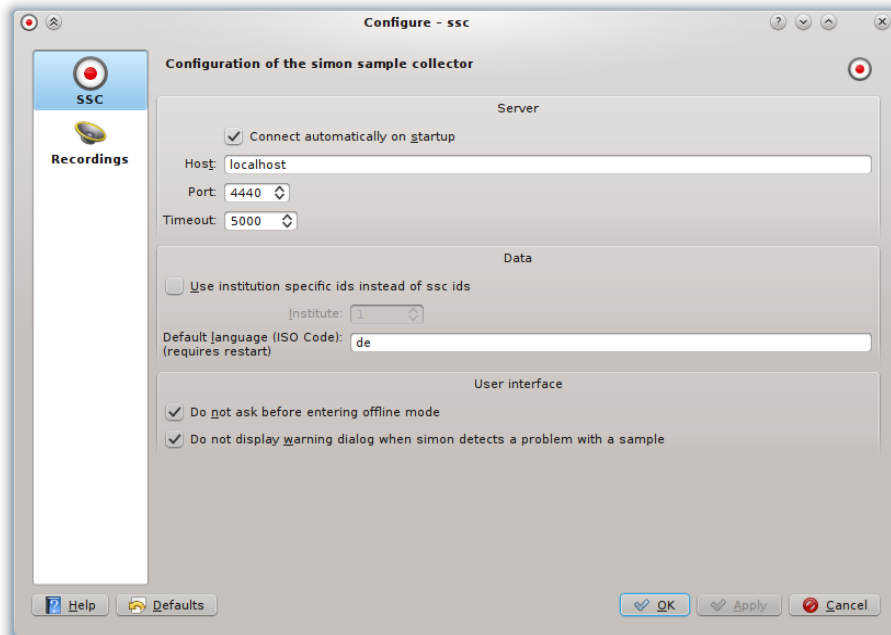 Configure - ssc
SSC
Recordings
Configuration of the simon sample collector
Server
Connect automatically on startup
Host: localhost
Port: 4440
Timeout: 5000
Data
Use institution specific ids instead of ssc ids
Institute: 1
Default language (ISO Code): de
(requires restart)
User interface
Do not ask before entering offline mode
Do not display warning dialog when simon detects a problem with a sample
Help Defaults OK Apply Cancel